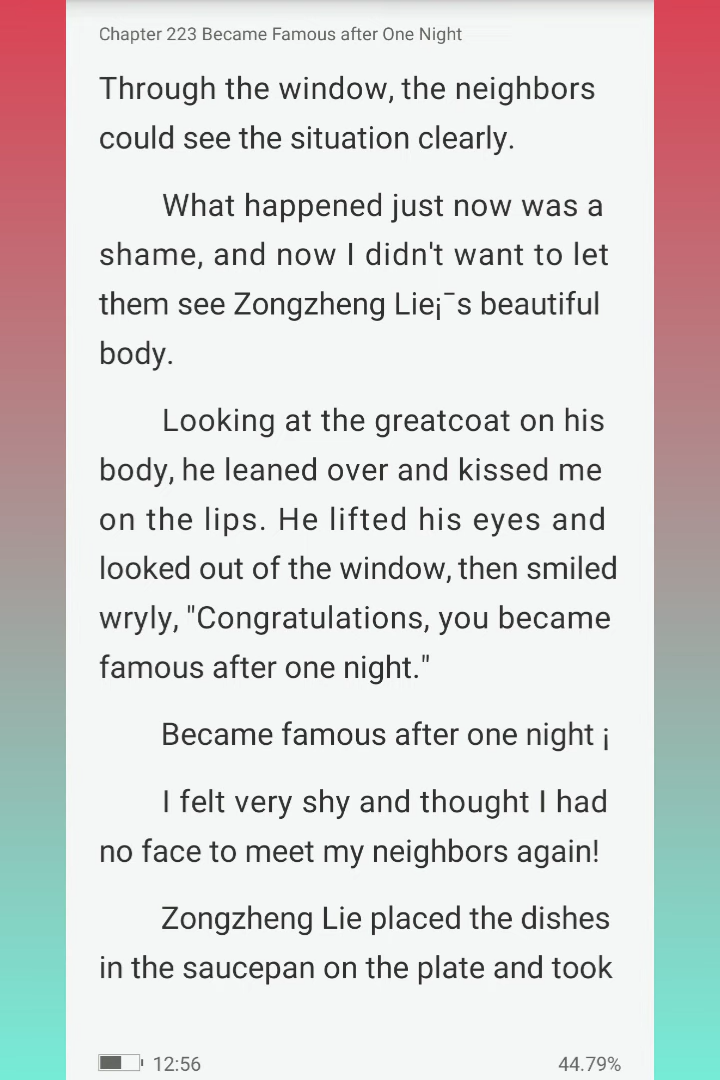 Chapter 223 Became Famous after One Night
Through the window, the neighbors
could see the situation clearly.
What happened just now was a
shame, and now I didn't want to let
them see Zongzheng Lie¡¯s beautiful
body.
Looking at the greatcoat on his
body, he leaned over and kissed me
on the lips. He lifted his eyes and
looked out of the window, then smiled
wryly, "Congratulations, you became
famous after one night."
Became famous after one night ¡
I felt very shy and thought I had
no face to meet my neighbors again!
Zongzheng Lie placed the dishes
in the saucepan on the plate and took
12:56
44.79%